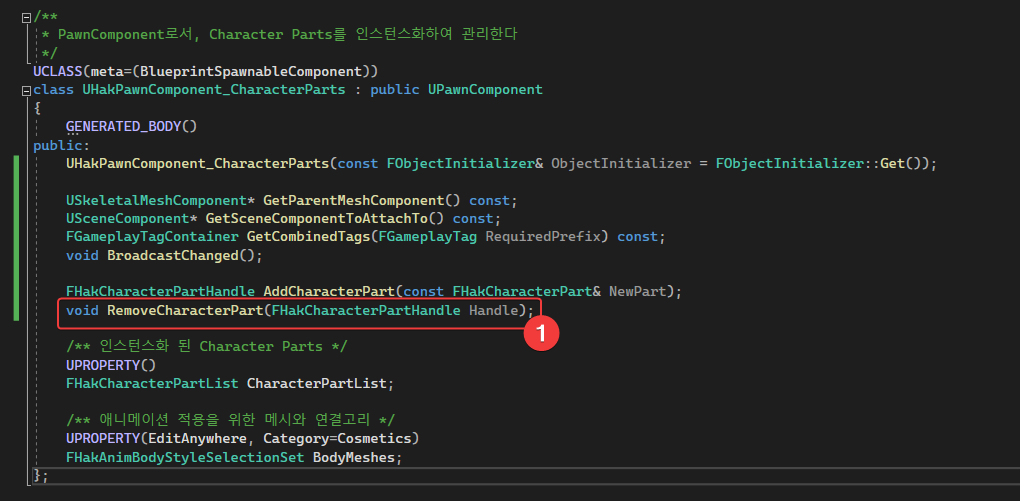 /**
 * PawnComponent로서, Character Parts를 인스턴스화하여 관리한다
 */
UCLASS(meta=(BlueprintSpawnableComponent))
class UHakPawnComponent_CharacterParts : public UPawnComponent
{
    GENERATED_BODY()
public:
    UHakPawnComponent_CharacterParts(const FObjectInitializer& ObjectInitializer = FObjectInitializer::Get());
    USkeletalMeshComponent* GetParentMeshComponent() const;
    USceneComponent* GetSceneComponentToAttachTo() const;
    FGameplayTagContainer GetCombinedTags(FGameplayTag RequiredPrefix) const;
    void BroadcastChanged();
    FHakCharacterPartHandle AddCharacterPart(const FHakCharacterPart& NewPart);
    void RemoveCharacterPart(FHakCharacterPartHandle Handle);
1
    /** 인스턴스화 된 Character Parts */
    UPROPERTY()
    FHakCharacterPartList CharacterPartList;
    /** 애니메이션 적용을 위한 메시와 연결고리 */
    UPROPERTY(EditAnywhere, Category=Cosmetics)
    FHakAnimBodyStyleSelectionSet BodyMeshes;
};